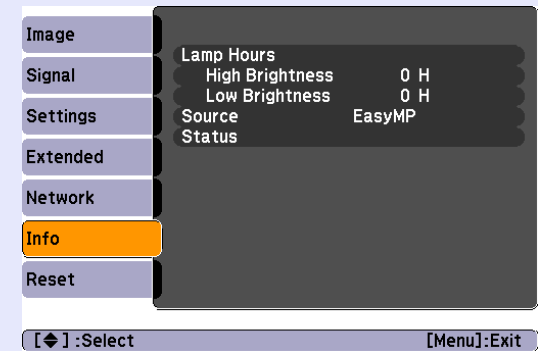 Image
Signal
Settings
Extended
Network
Info
Reset
Lamp Hours
High Brightness 0 H
Low Brightness 0 H
Source EasyMP
Status
[◆] :Select [Menu]:Exit